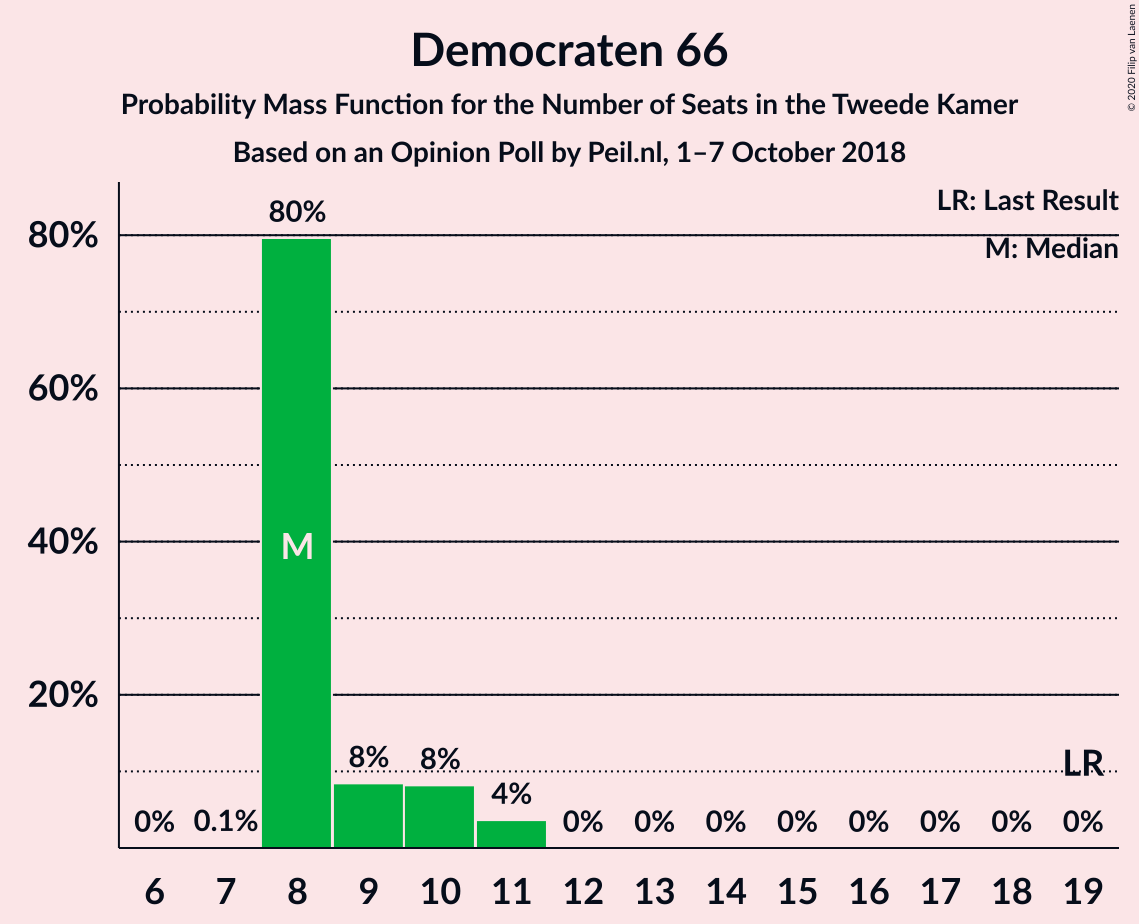 Democraten 66
Probability Mass Function for the Number of Seats in the Tweede Kamer
Based on an Opinion Poll by Peil.nl, 1–7 October 2018
© 2020 Filip van Laenen
LR: Last Result
M: Median
80%
60%
40%
20%
0% 0.1% 80% 8% 8% 4% 0% 0% 0% 0% 0% 0% 0% 0%
M
LR
6 7 8 9 10 11 12 13 14 15 16 17 18 19